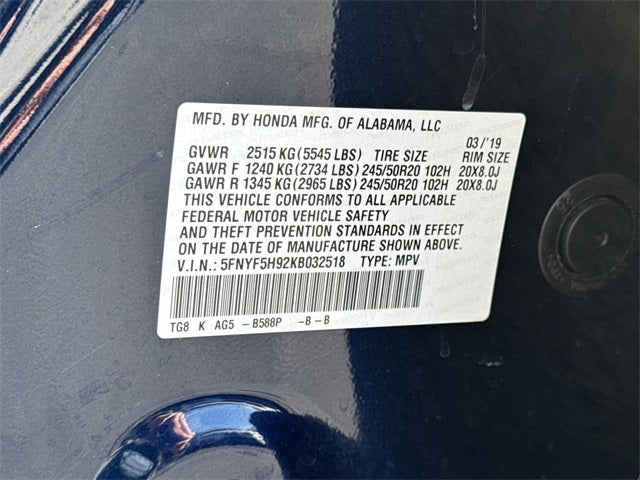 MFD. BY HONDA MFG. OF ALABAMA, LLC
03/'19
GVWR 2515 KG (5545 LBS) TIRE SIZE RIM SIZE
GAWR F 1240 KG (2734 LBS) 245/50R20 102H 20X8.0J
GAWR R 1345 KG (2965 LBS) 245/50R20 102H 20X8.0J
THIS VEHICLE CONFORMS TO ALL APPLICABLE
FEDERAL MOTOR VEHICLE SAFETY
AND THEFT PREVENTION STANDARDS IN EFFECT
ON THE DATE OF MANUFACTURE SHOWN ABOVE.
V.I.N.: 5FNYF5H92KB032518 TYPE: MPV
TG8 K AG5 -B588P -B-B